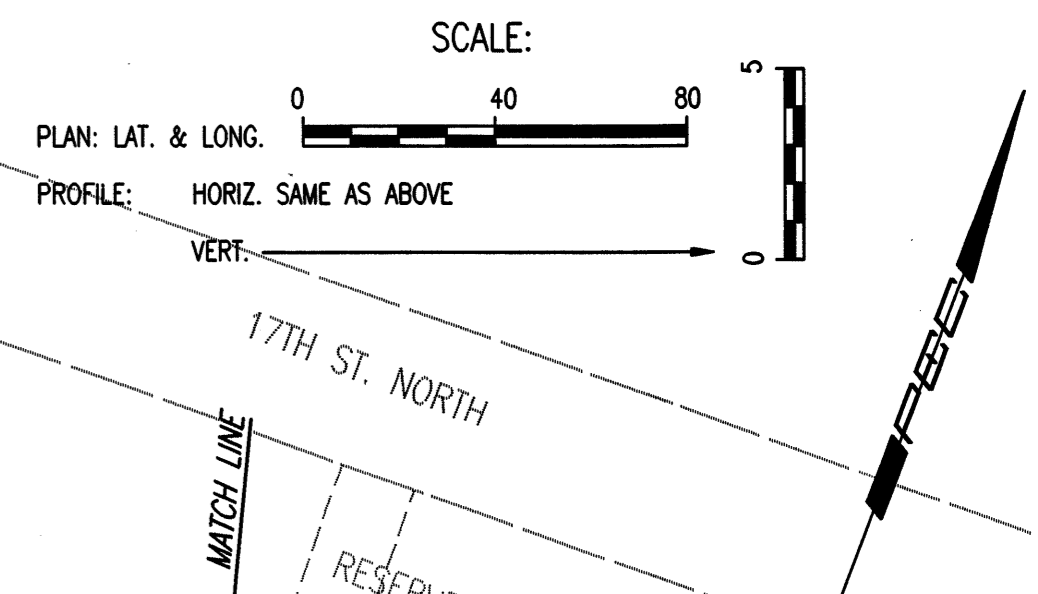 SCALE:
0 40 80
5
PLAN: LAT. & LONG.
PROFILE: HORIZ. SAME AS ABOVE
VERT.
0
17TH ST. NORTH
MATCH LINE
PEC